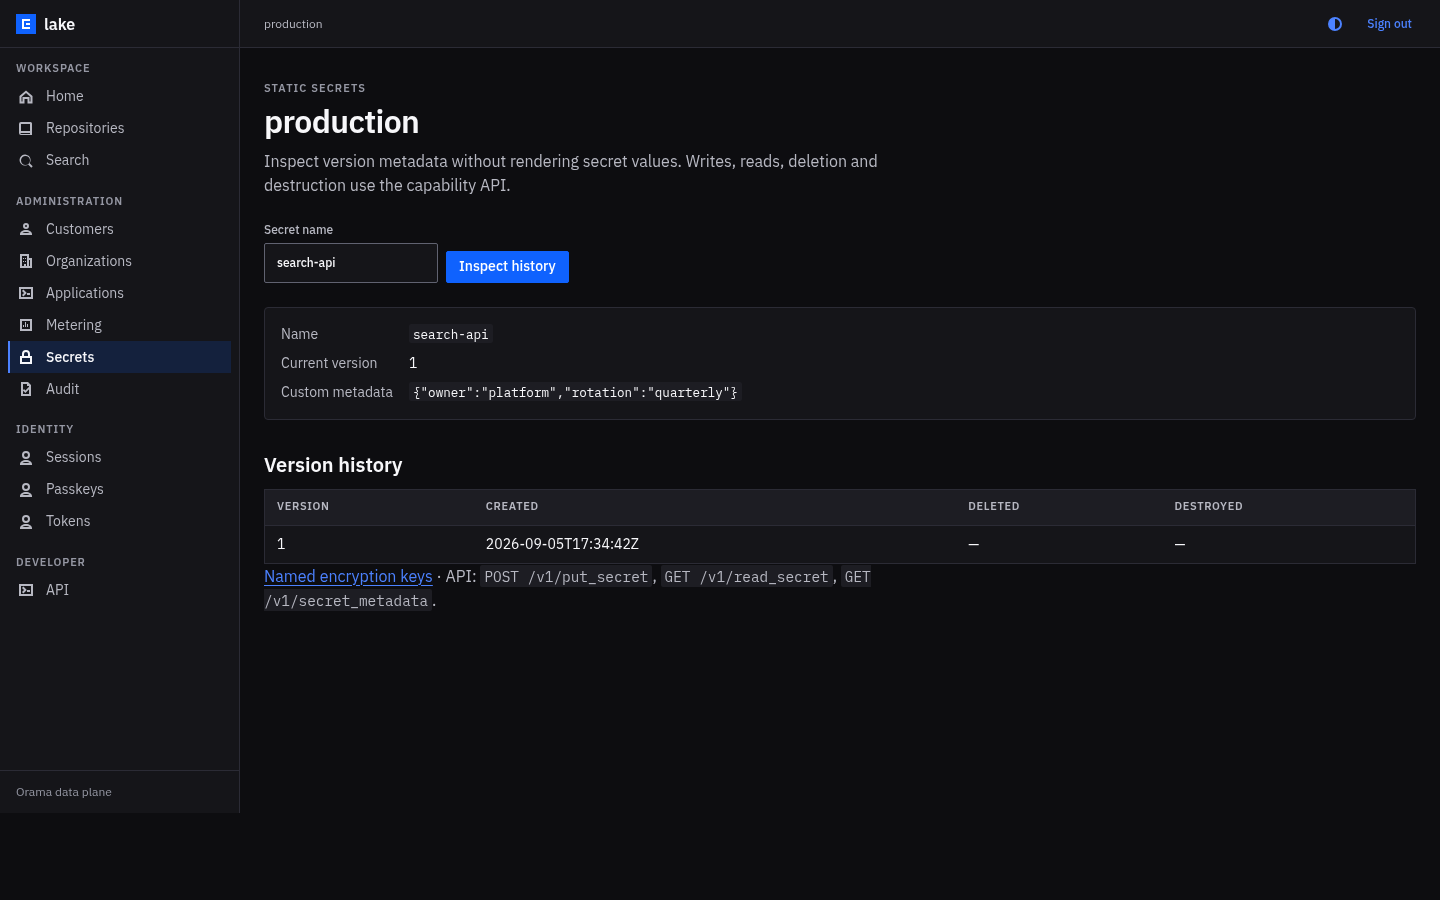 lake
production
Sign out
WORKSPACE
Home
Repositories
Search
ADMINISTRATION
Customers
Organizations
Applications
Metering
Secrets
Audit
IDENTITY
Sessions
Passkeys
Tokens
DEVELOPER
API
Orama data plane
STATIC SECRETS
production
Inspect version metadata without rendering secret values. Writes, reads, deletion and
destruction use the capability API.
Secret name
search-api
Inspect history
Name search-api
Current version 1
Custom metadata {"owner":"platform","rotation":"quarterly"}
Version history
VERSION CREATED DELETED DESTROYED
1 2026-09-05T17:34:42Z — —
Named encryption keys · API: POST /v1/put_secret, GET /v1/read_secret, GET
/v1/secret_metadata.